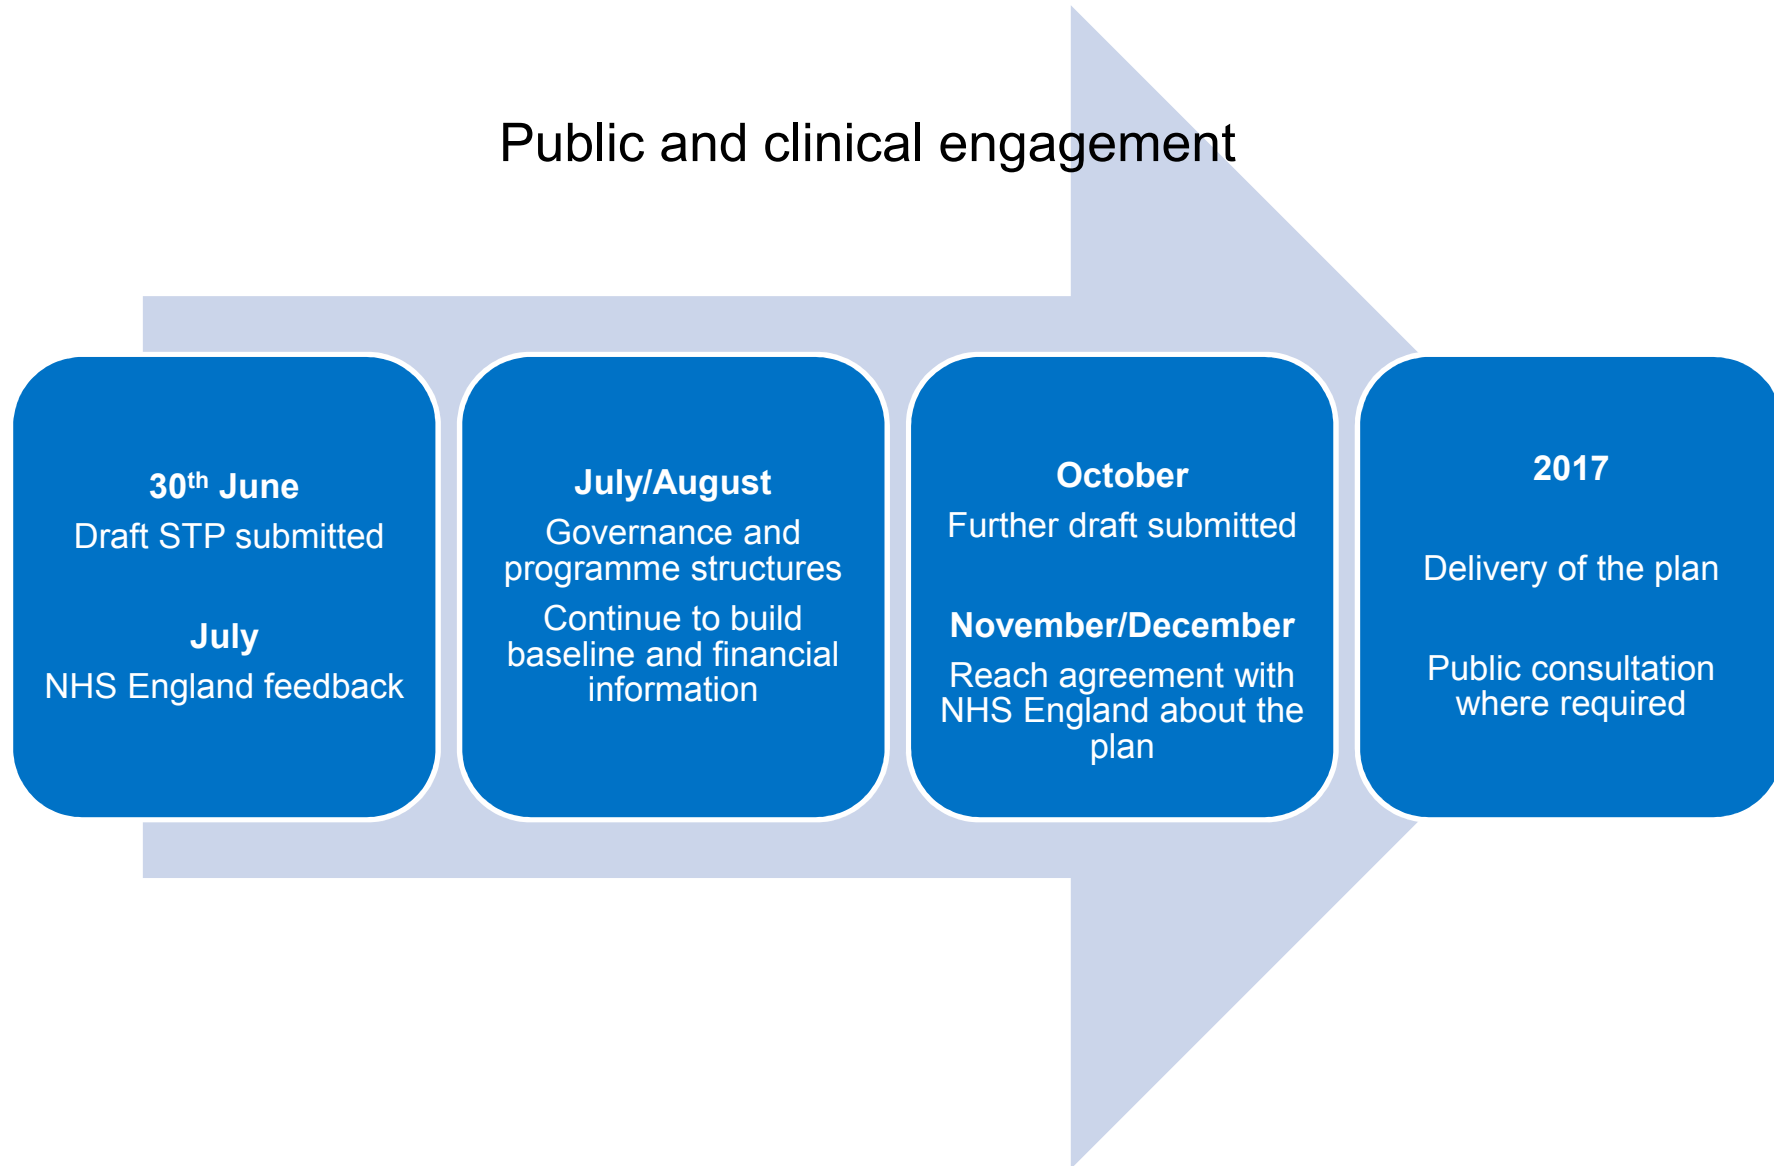 Public and clinical engagement
30th June
Draft STP submitted
July
NHS England feedback
July/August
Governance and
programme structures
Continue to build
baseline and financial
information
October
Further draft submitted
November/December
Reach agreement with
NHS England about the
plan
2017
Delivery of the plan
Public consultation
where required